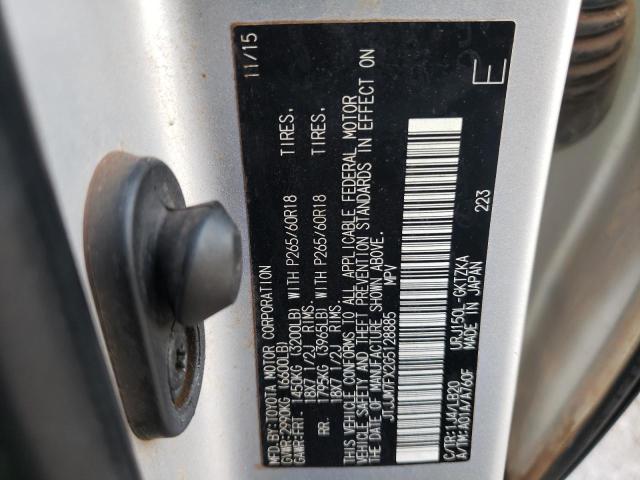 MFD.BY:TOYOTA MOTOR CORPORATION 11/15
GVWR:2990KG (6600LB)
GAWR:FRT- 1450KG (3200LB) WITH P265/60R18 TIRES,
18X7 1/2J RIMS,
RR. 1795KG (3965LB) WITH P265/60R18 TIRES,
18X7 1/2J RIMS.
THIS VEHICLE CONFORMS TO ALL APPLICABLE FEDERAL MOTOR
VEHICLE SAFETY AND THEFT PREVENTION STANDARDS IN EFFECT ON
THE DATE OF MANUFACTURE SHOWN ABOVE.
JTJJM7FX2G5128885 MPV
E
223
C/TR:1J4/LB20 URJ150L-GKTZKA
A/TM:A01A/A760F MADE IN JAPAN